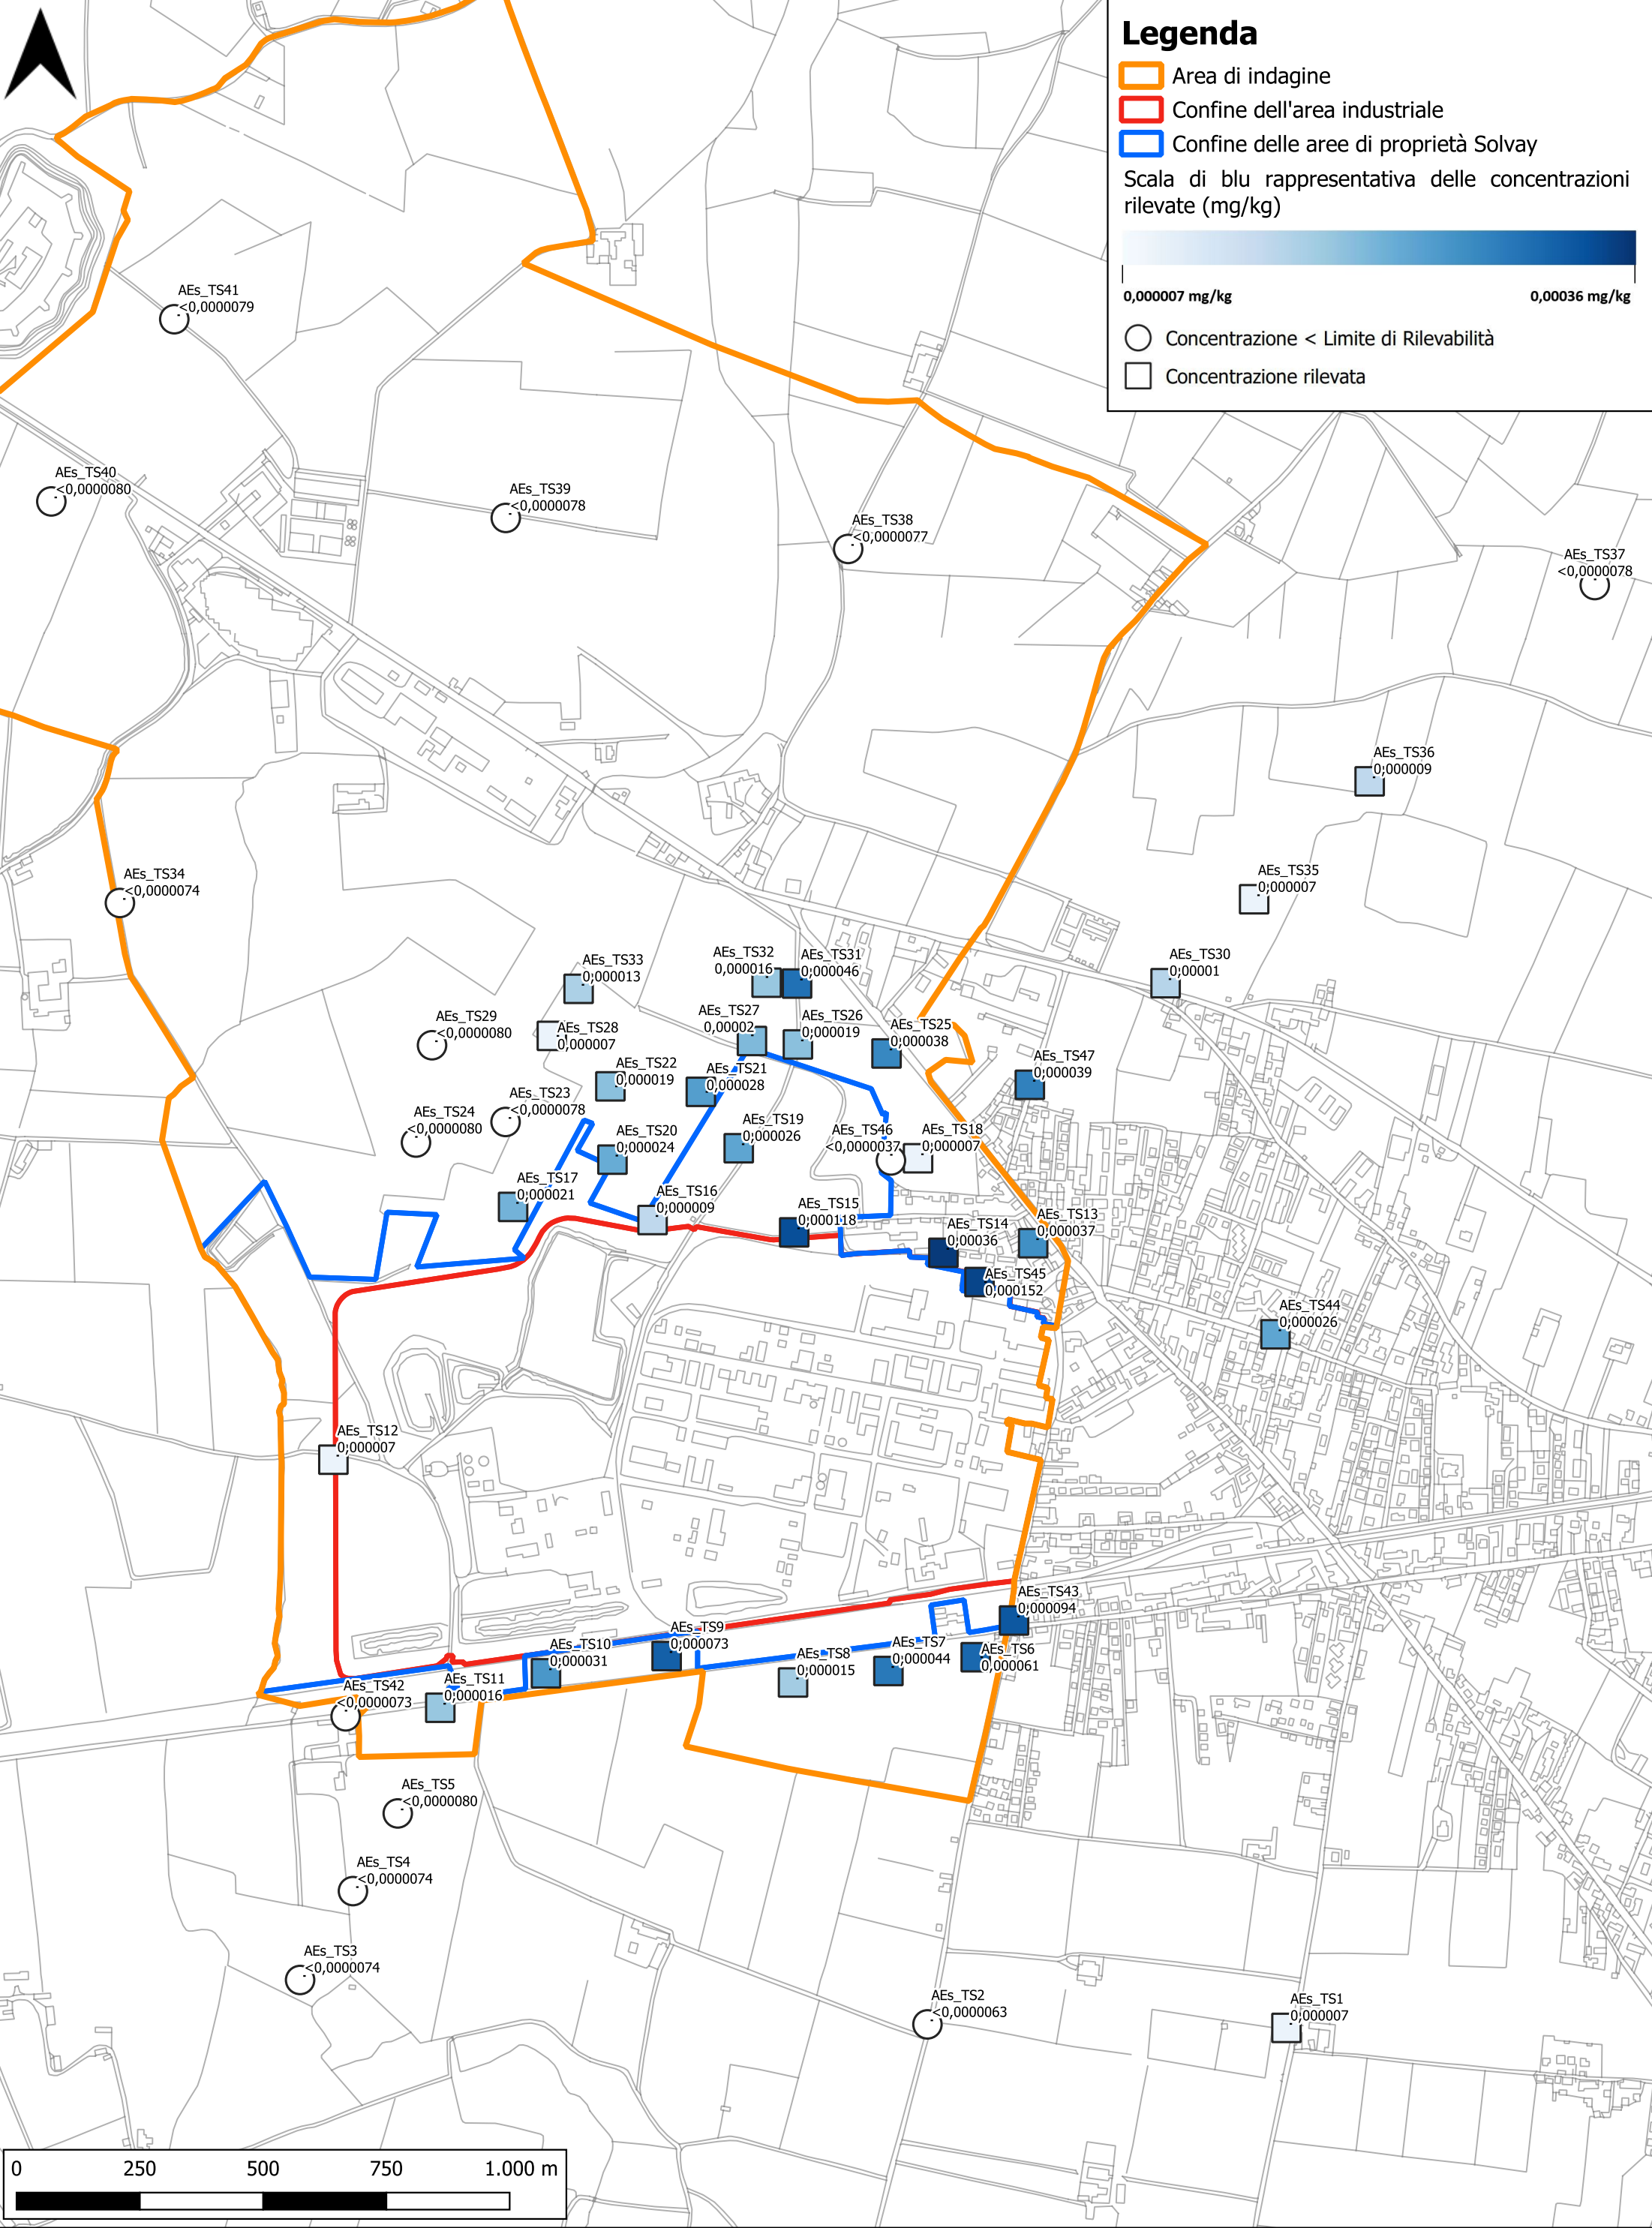 Legenda
Area di indagine
Confine dell'area industriale
Confine delle aree di proprietà Solvay
Scala di blu rappresentativa delle concentrazioni
rilevate (mg/kg)
0,000007 mg/kg
0,00036 mg/kg
Concentrazione < Limite di Rilevabilità
Concentrazione rilevata
AEs_TS41
<0,0000079
AEs_TS40
<0,0000080
AEs_TS39
<0,0000078
AEs_TS38
<0,0000077
AEs_TS37
<0,0000078
AEs_TS36
0,000009
AEs_TS35
0,000007
AEs_TS34
<0,0000074
AEs_TS33
0,000013
AEs_TS32
0,000016
AEs_TS31
0,000046
AEs_TS30
0,00001
AEs_TS29
<0,0000080
AEs_TS28
0,000007
AEs_TS27
0,00002
AEs_TS26
0,000019
AEs_TS25
0,000038
AEs_TS47
0,000039
AEs_TS22
0,000019
AEs_TS21
0,000028
AEs_TS23
<0,0000078
AEs_TS24
<0,0000080
AEs_TS20
0,000024
AEs_TS19
0,000026
AEs_TS46
<0,0000037
AEs_TS18
0,000007
AEs_TS17
0,000021
AEs_TS16
0,000009
AEs_TS15
0,000118
AEs_TS14
0,00036
AEs_TS13
0,000037
AEs_TS45
0,000152
AEs_TS44
0,000026
AEs_TS12
0,000007
AEs_TS43
0,000094
AEs_TS9
0,000073
AEs_TS10
0,000031
AEs_TS8
0,000015
AEs_TS7
0,000044
AEs_TS6
0,000061
AEs_TS11
0,000016
AEs_TS42
<0,0000073
AEs_TS5
<0,0000080
AEs_TS4
<0,0000074
AEs_TS3
<0,0000074
AEs_TS2
<0,0000063
AEs_TS1
0,000007
0 250 500 750 1.000 m